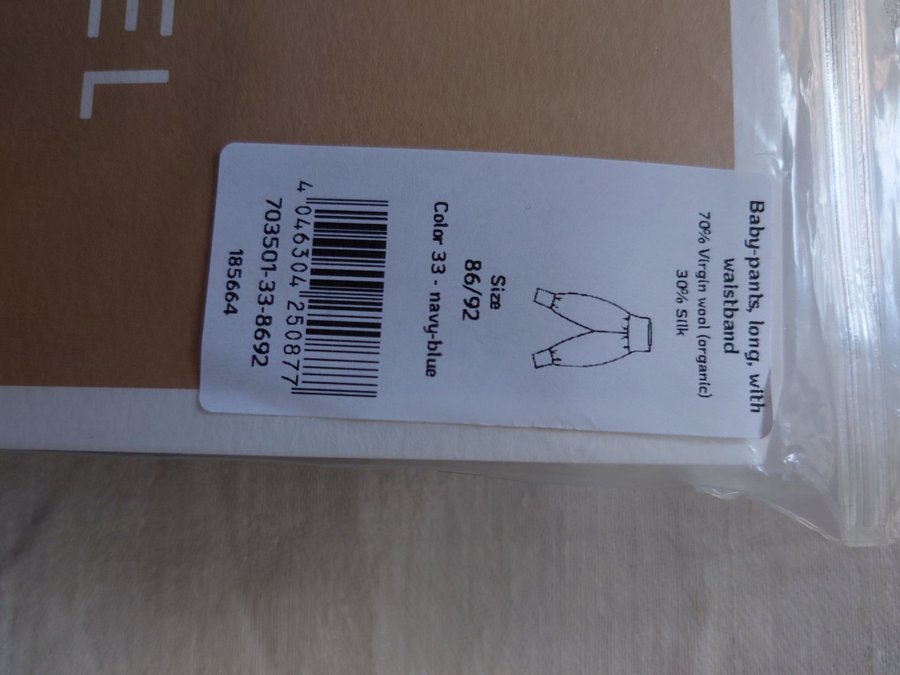 EL
Baby-pants, long, with
waistband
70% Virgin wool (organic)
30% Silk
Size
86/92
Color 33 - navy-blue
4 046304 250877
703501-33-8692
185664